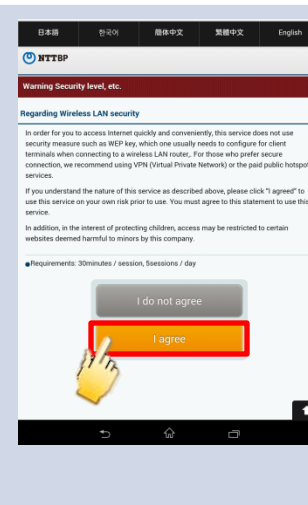 日本語 한국어 簡体中文 繁體中文 English
NTTBP
Warning Security level, etc.
Regarding Wireless LAN security
In order for you to access Internet quickly and conveniently, this service does not use
security measure such as WEP key, which one usually needs to configure for client
terminals when connecting to a wireless LAN router,. For those who prefer secure
connection, we recommend using VPN (Virtual Private Network) or the paid public hotspot
services.
If you understand the nature of this service as described above, please click "I agreed" to
use this service on your own risk prior to use. You must agree to this statement to use this
service.
In addition, in the interest of protecting children, access may be restricted to certain
websites deemed harmful to minors by this company.
●Requirements: 30minutes / session, 5sessions / day
I do not agree
I agree